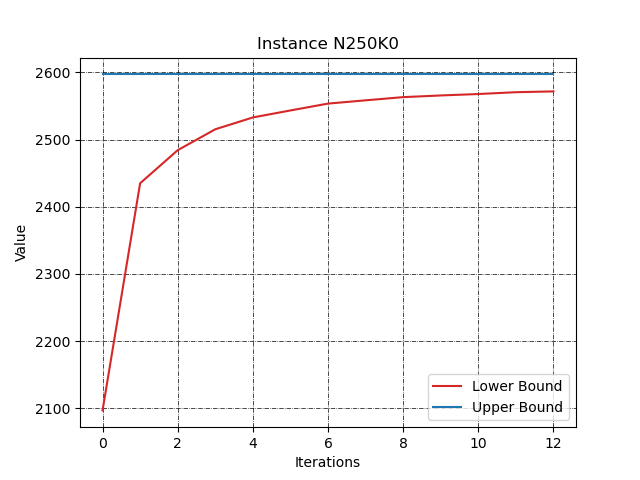 Instance N250K0
2600
2500
2400
2300
2200
2100
Value
0 2 4 6 8 10 12
Iterations
Lower Bound
Upper Bound